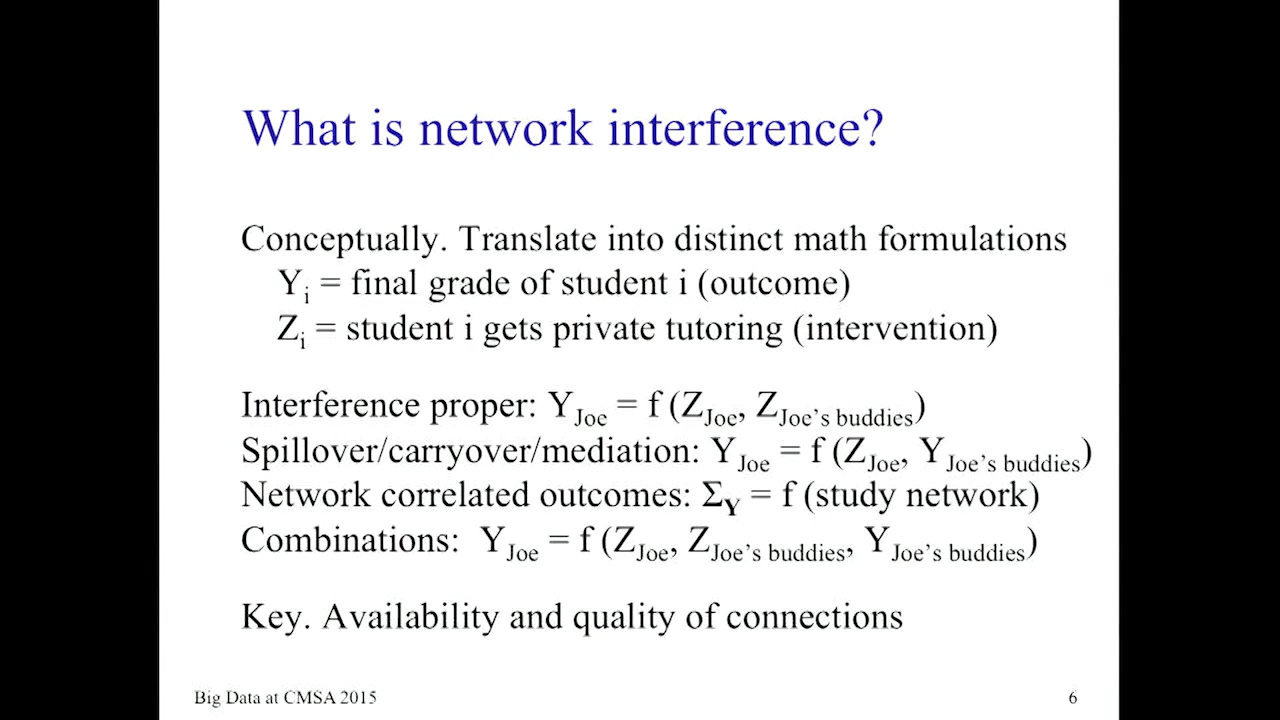 What is network interference?
Conceptually. Translate into distinct math formulations
Y_i = final grade of student i (outcome)
Z_i = student i gets private tutoring (intervention)
Interference proper: Y_Joe = f (Z_Joe, Z_Joe's buddies)
Spillover/carryover/mediation: Y_Joe = f (Z_Joe, Y_Joe's buddies)
Network correlated outcomes: Σ_Y = f (study network)
Combinations: Y_Joe = f (Z_Joe, Z_Joe's buddies, Y_Joe's buddies)
Key. Availability and quality of connections
Big Data at CMSA 2015 6